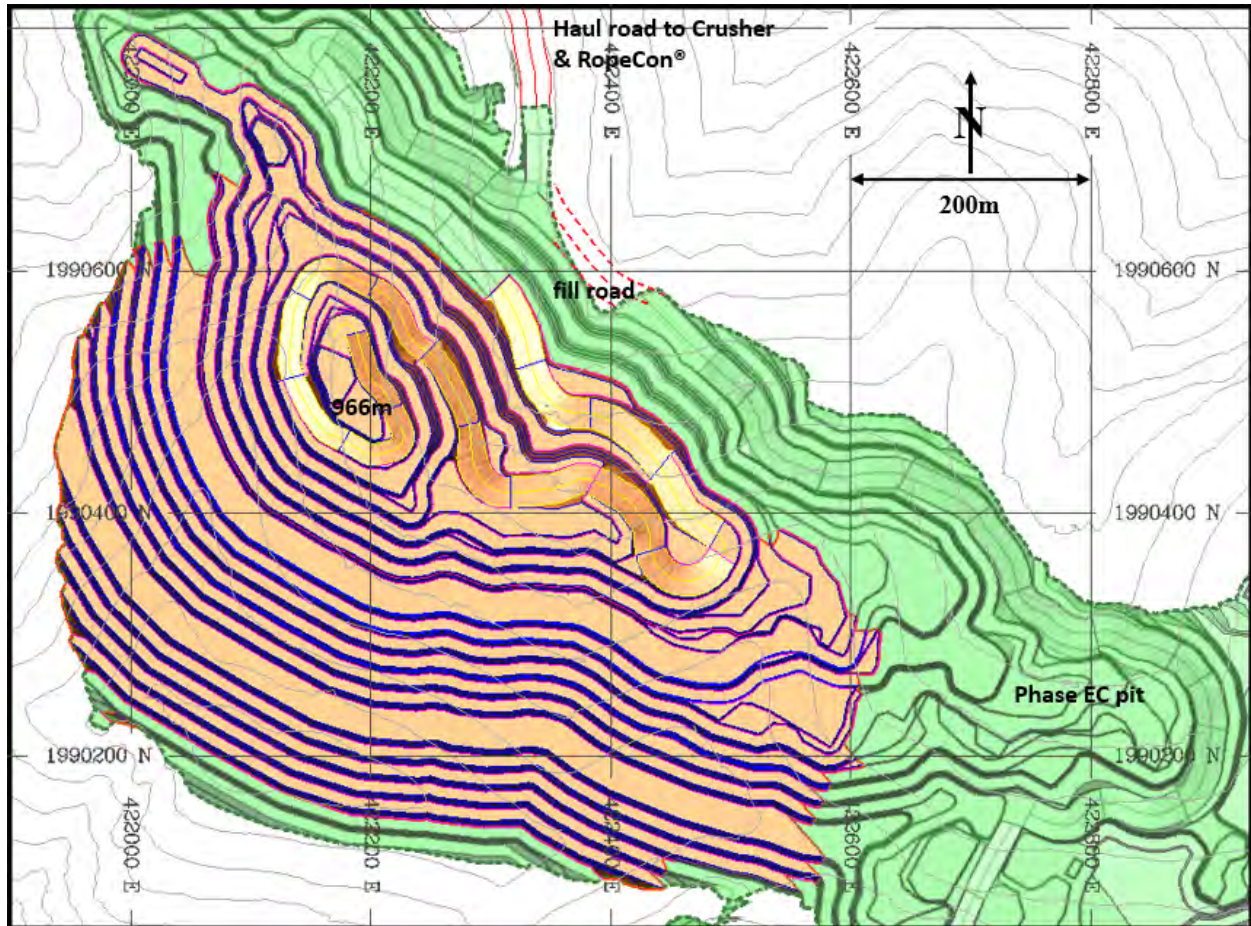 Haul road to Crusher
& RopeCon®
422000 E
422200 E
422400 E
422600 E
422800 E
N
200m
1990600 N
1990600 N
fill road
966m
1990400 N
1990400 N
Phase EC pit
1990200 N
1990200 N
422000 E
422200 E
422400 E
422600 E
422800 E